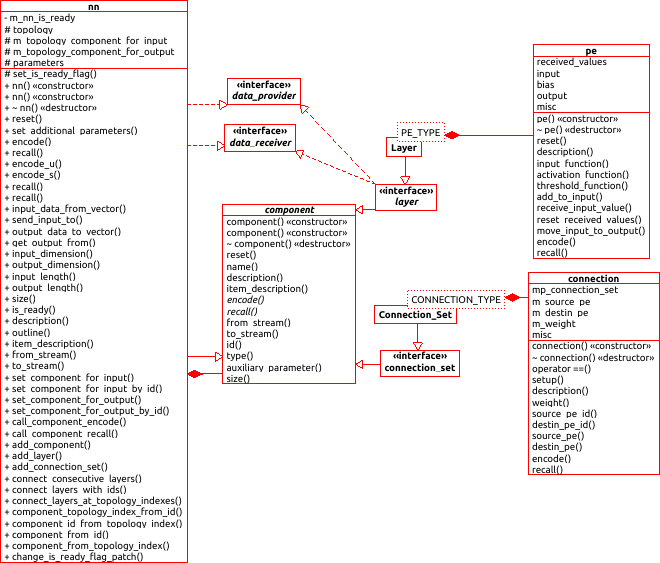 nn
- m_nn_is_ready
# topology
# m_topology_component_for_input
# m_topology_component_for_output
# parameters
# set_is_ready_flag()
+ nn() «constructor»
+ nn() «constructor»
+ ~ nn() «destructor»
+ reset()
+ set_additional_parameters()
+ encode()
+ recall()
+ encode_u()
+ encode_s()
+ recall()
+ recall()
+ input_data_from_vector()
+ send_input_to()
+ output_data_to_vector()
+ get_output_from()
+ input_dimension()
+ output_dimension()
+ input_length()
+ output_length()
+ size()
+ is_ready()
+ description()
+ outline()
+ item_description()
+ from_stream()
+ to_stream()
+ set_component_for_input()
+ set_component_for_input_by_id()
+ set_component_for_output()
+ set_component_for_output_by_id()
+ call_component_encode()
+ call_component_recall()
+ add_component()
+ add_layer()
+ add_connection_set()
+ connect_consecutive_layers()
+ connect_layers_with_ids()
+ connect_layers_at_topology_indexes()
+ component_topology_index_from_id()
+ component_id_from_topology_index()
+ component_from_id()
+ component_from_topology_index()
+ change_is_ready_flag_patch()
«interface»
data_provider
«interface»
data_receiver
component
component() «constructor»
component() «constructor»
~ component() «destructor»
reset()
name()
description()
item_description()
encode()
recall()
from_stream()
to_stream()
id()
type()
auxiliary_parameter()
size()
PE_TYPE
Layer
«interface»
layer
CONNECTION_TYPE
Connection_Set
«interface»
connection_set
pe
received_values
input
bias
output
misc
pe() «constructor»
~ pe() «destructor»
reset()
description()
input_function()
activation_function()
threshold_function()
add_to_input()
receive_input_value()
reset_received_values()
move_input_to_output()
encode()
recall()
connection
mp_connection_set
m_source_pe
m_destin_pe
m_weight
misc
connection() «constructor»
~ connection() «destructor»
operator ==()
setup()
description()
weight()
source_pe_id()
destin_pe_id()
source_pe()
destin_pe()
encode()
recall()